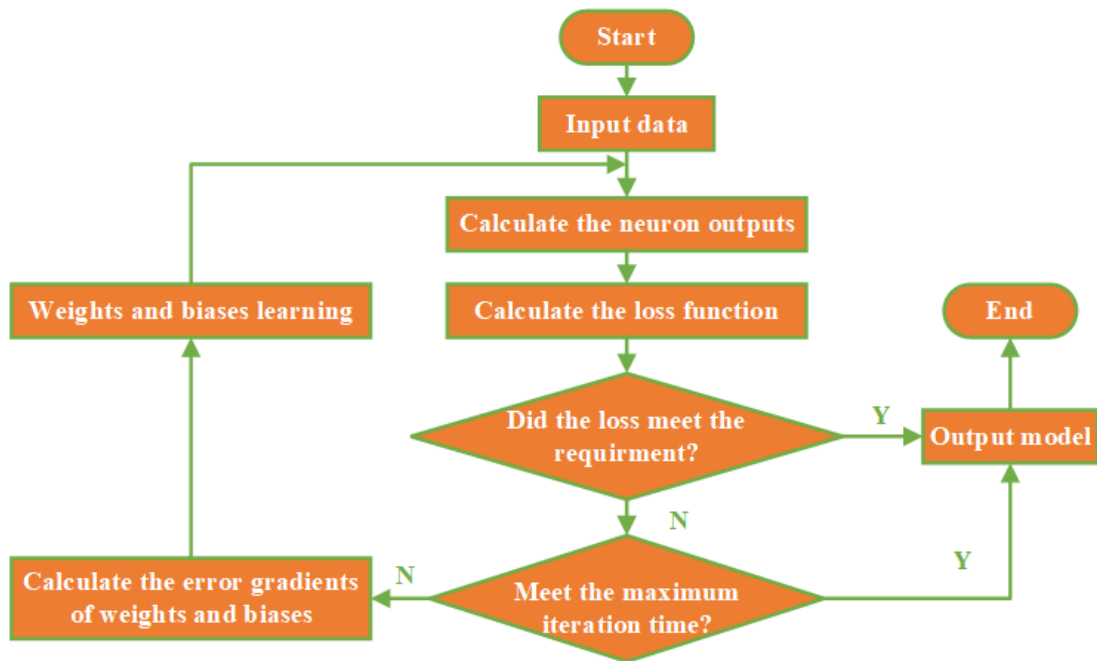 Start
Input data
Calculate the neuron outputs
Weights and biases learning
Calculate the loss function
End
Did the loss meet the
requirment?
Y
Output model
N
Calculate the error gradients
of weights and biases
N
Meet the maximum
iteration time?
Y